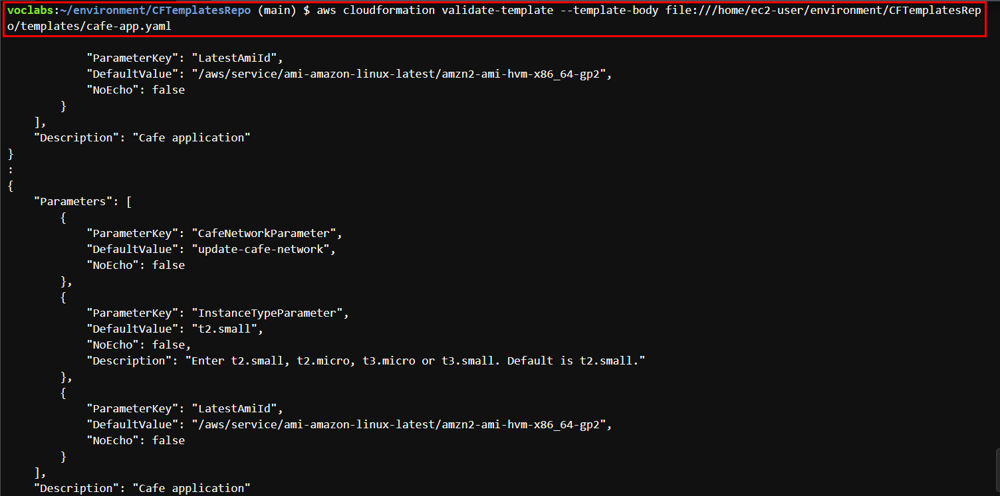 voclabs:~/environment/CFTemplatesRepo (main) $ aws cloudformation validate-template --template-body file:///home/ec2-user/environment/CFTemplatesRep
o/templates/cafe-app.yaml
            "ParameterKey": "LatestAmiId",
            "DefaultValue": "/aws/service/ami-amazon-linux-latest/amzn2-ami-hvm-x86_64-gp2",
            "NoEcho": false
        }
    ],
    "Description": "Cafe application"
}
:
{
    "Parameters": [
        {
            "ParameterKey": "CafeNetworkParameter",
            "DefaultValue": "update-cafe-network",
            "NoEcho": false
        },
        {
            "ParameterKey": "InstanceTypeParameter",
            "DefaultValue": "t2.small",
            "NoEcho": false,
            "Description": "Enter t2.small, t2.micro, t3.micro or t3.small. Default is t2.small."
        },
        {
            "ParameterKey": "LatestAmiId",
            "DefaultValue": "/aws/service/ami-amazon-linux-latest/amzn2-ami-hvm-x86_64-gp2",
            "NoEcho": false
        }
    ],
    "Description": "Cafe application"